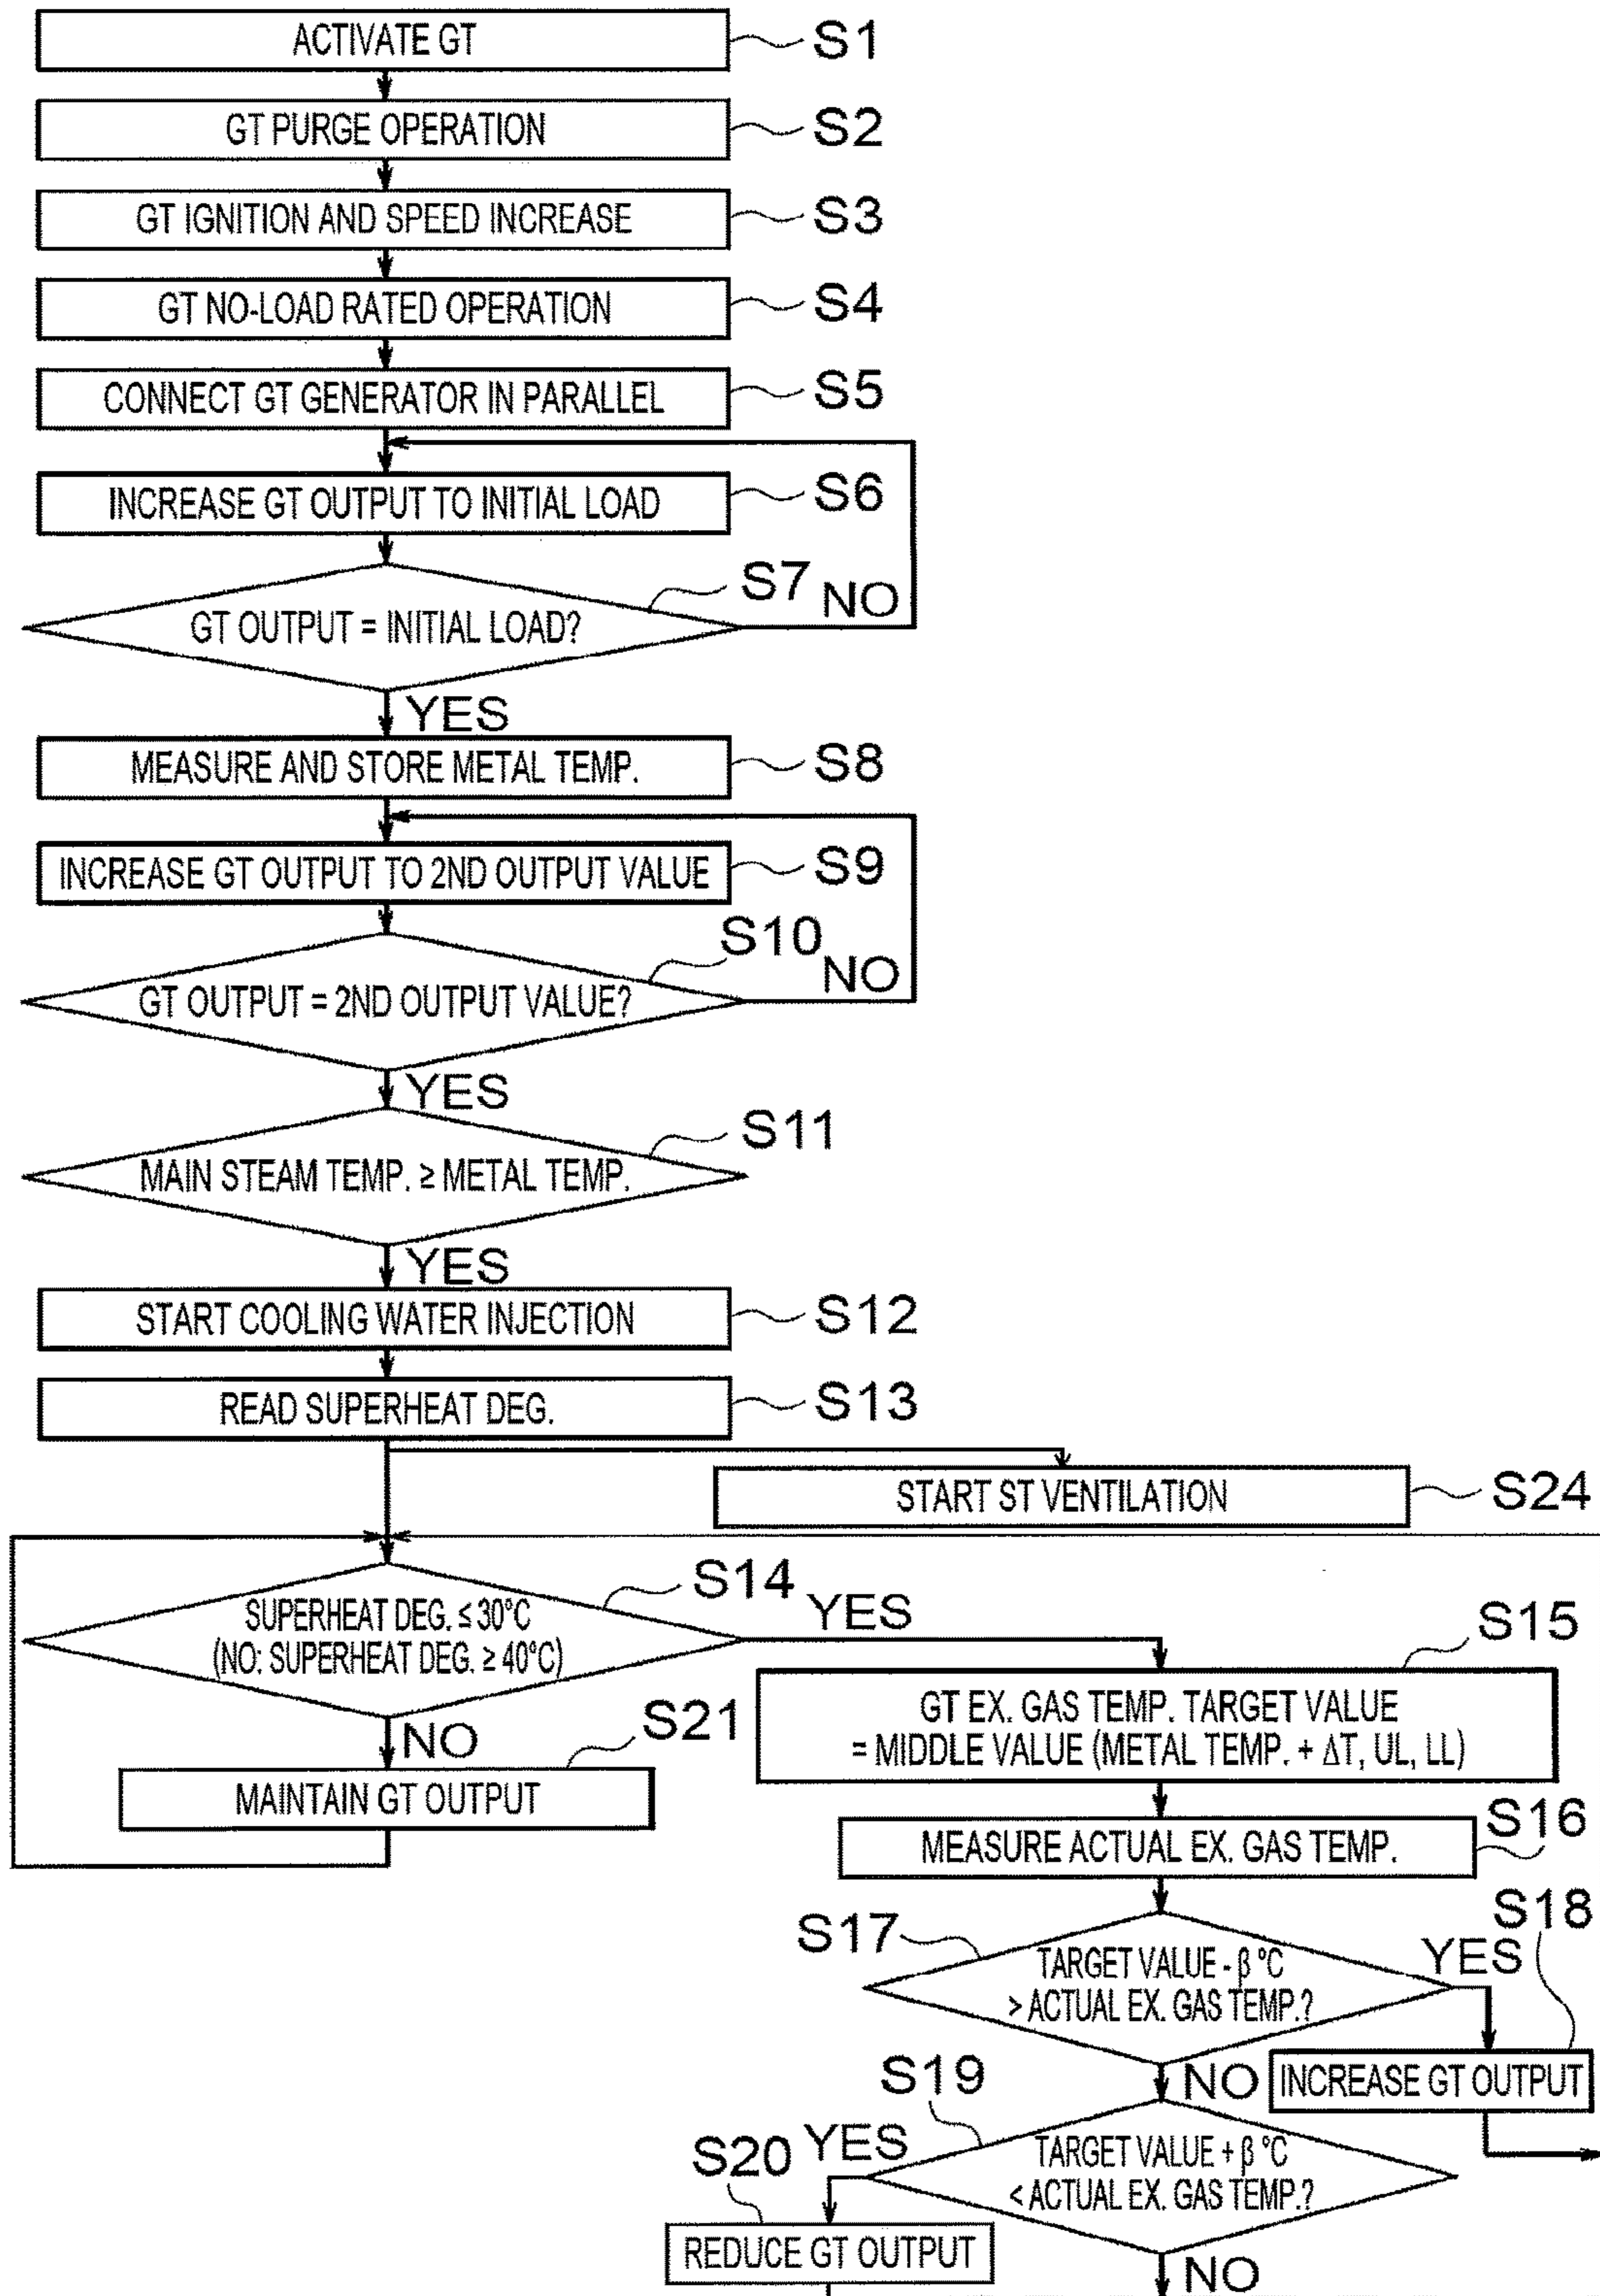 ACTIVATE GT
S1
GT PURGE OPERATION
S2
GT IGNITION AND SPEED INCREASE
S3
GT NO-LOAD RATED OPERATION
S4
CONNECT GT GENERATOR IN PARALLEL
S5
INCREASE GT OUTPUT TO INITIAL LOAD
S6
S7
NO
GT OUTPUT = INITIAL LOAD?
YES
MEASURE AND STORE METAL TEMP.
S8
INCREASE GT OUTPUT TO 2ND OUTPUT VALUE
S9
S10
NO
GT OUTPUT = 2ND OUTPUT VALUE?
YES
S11
MAIN STEAM TEMP. ≥ METAL TEMP.
YES
START COOLING WATER INJECTION
S12
READ SUPERHEAT DEG.
S13
START ST VENTILATION
S24
S14
YES
SUPERHEAT DEG. ≤ 30°C
(NO: SUPERHEAT DEG. ≥ 40°C)
NO
S21
MAINTAIN GT OUTPUT
S15
GT EX. GAS TEMP. TARGET VALUE
= MIDDLE VALUE (METAL TEMP. + ΔT, UL, LL)
S16
MEASURE ACTUAL EX. GAS TEMP.
S17
S18
YES
TARGET VALUE - β °C
> ACTUAL EX. GAS TEMP.?
NO
INCREASE GT OUTPUT
S19
YES
TARGET VALUE + β °C
< ACTUAL EX. GAS TEMP.?
S20
REDUCE GT OUTPUT
NO